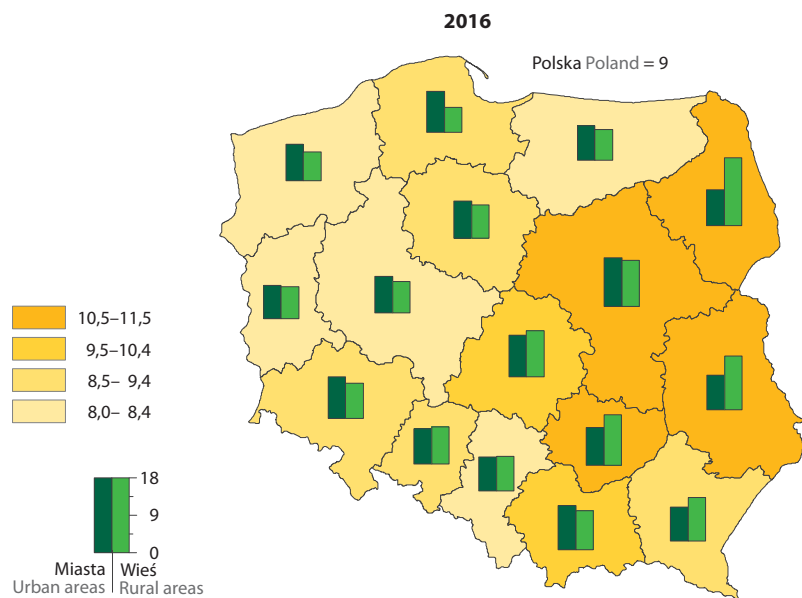 2016
Polska Poland = 9
10,5–11,5
9,5–10,4
8,5– 9,4
8,0– 8,4
18
9
0
Miasta Wieś
Urban areas Rural areas